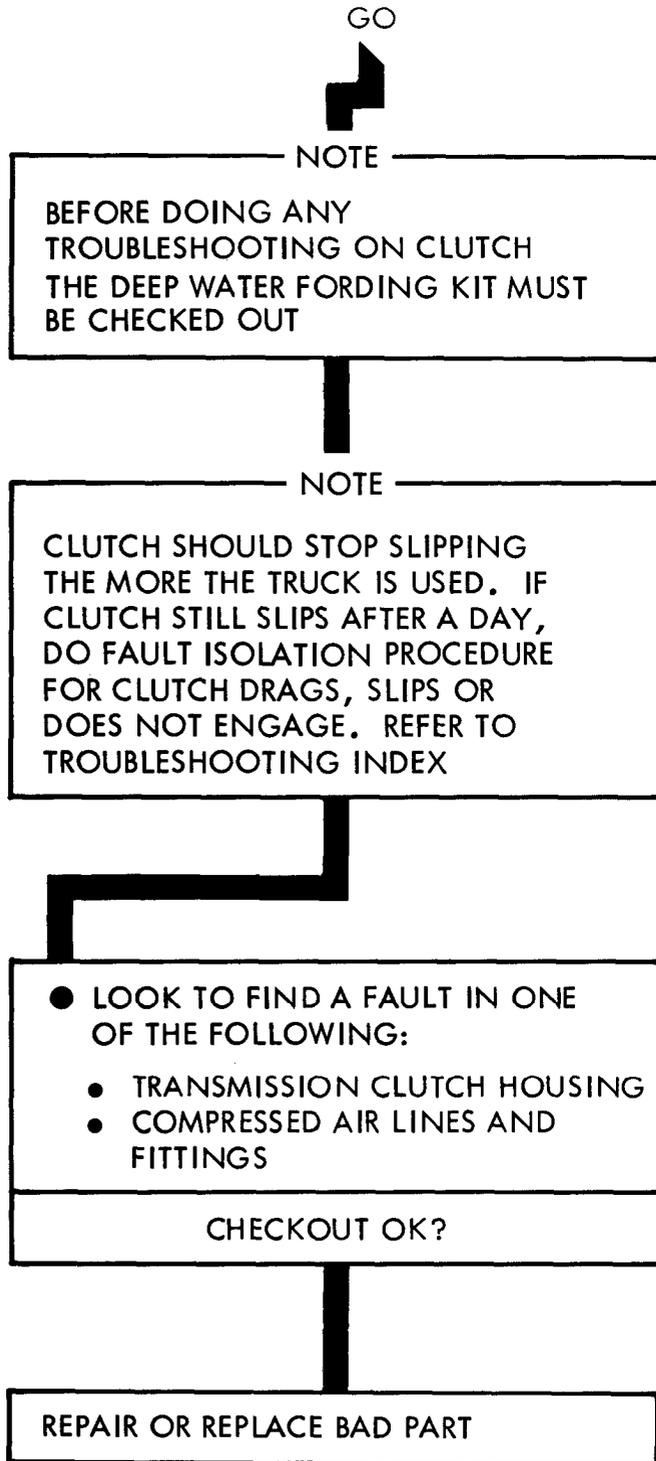 GO
NOTE
BEFORE DOING ANY
TROUBLESHOOTING ON CLUTCH
THE DEEP WATER FORDING KIT MUST
BE CHECKED OUT
NOTE
CLUTCH SHOULD STOP SLIPPING
THE MORE THE TRUCK IS USED. IF
CLUTCH STILL SLIPS AFTER A DAY,
DO FAULT ISOLATION PROCEDURE
FOR CLUTCH DRAGS, SLIPS OR
DOES NOT ENGAGE. REFER TO
TROUBLESHOOTING INDEX
● LOOK TO FIND A FAULT IN ONE
OF THE FOLLOWING:
● TRANSMISSION CLUTCH HOUSING
● COMPRESSED AIR LINES AND
FITTINGS
CHECKOUT OK?
REPAIR OR REPLACE BAD PART